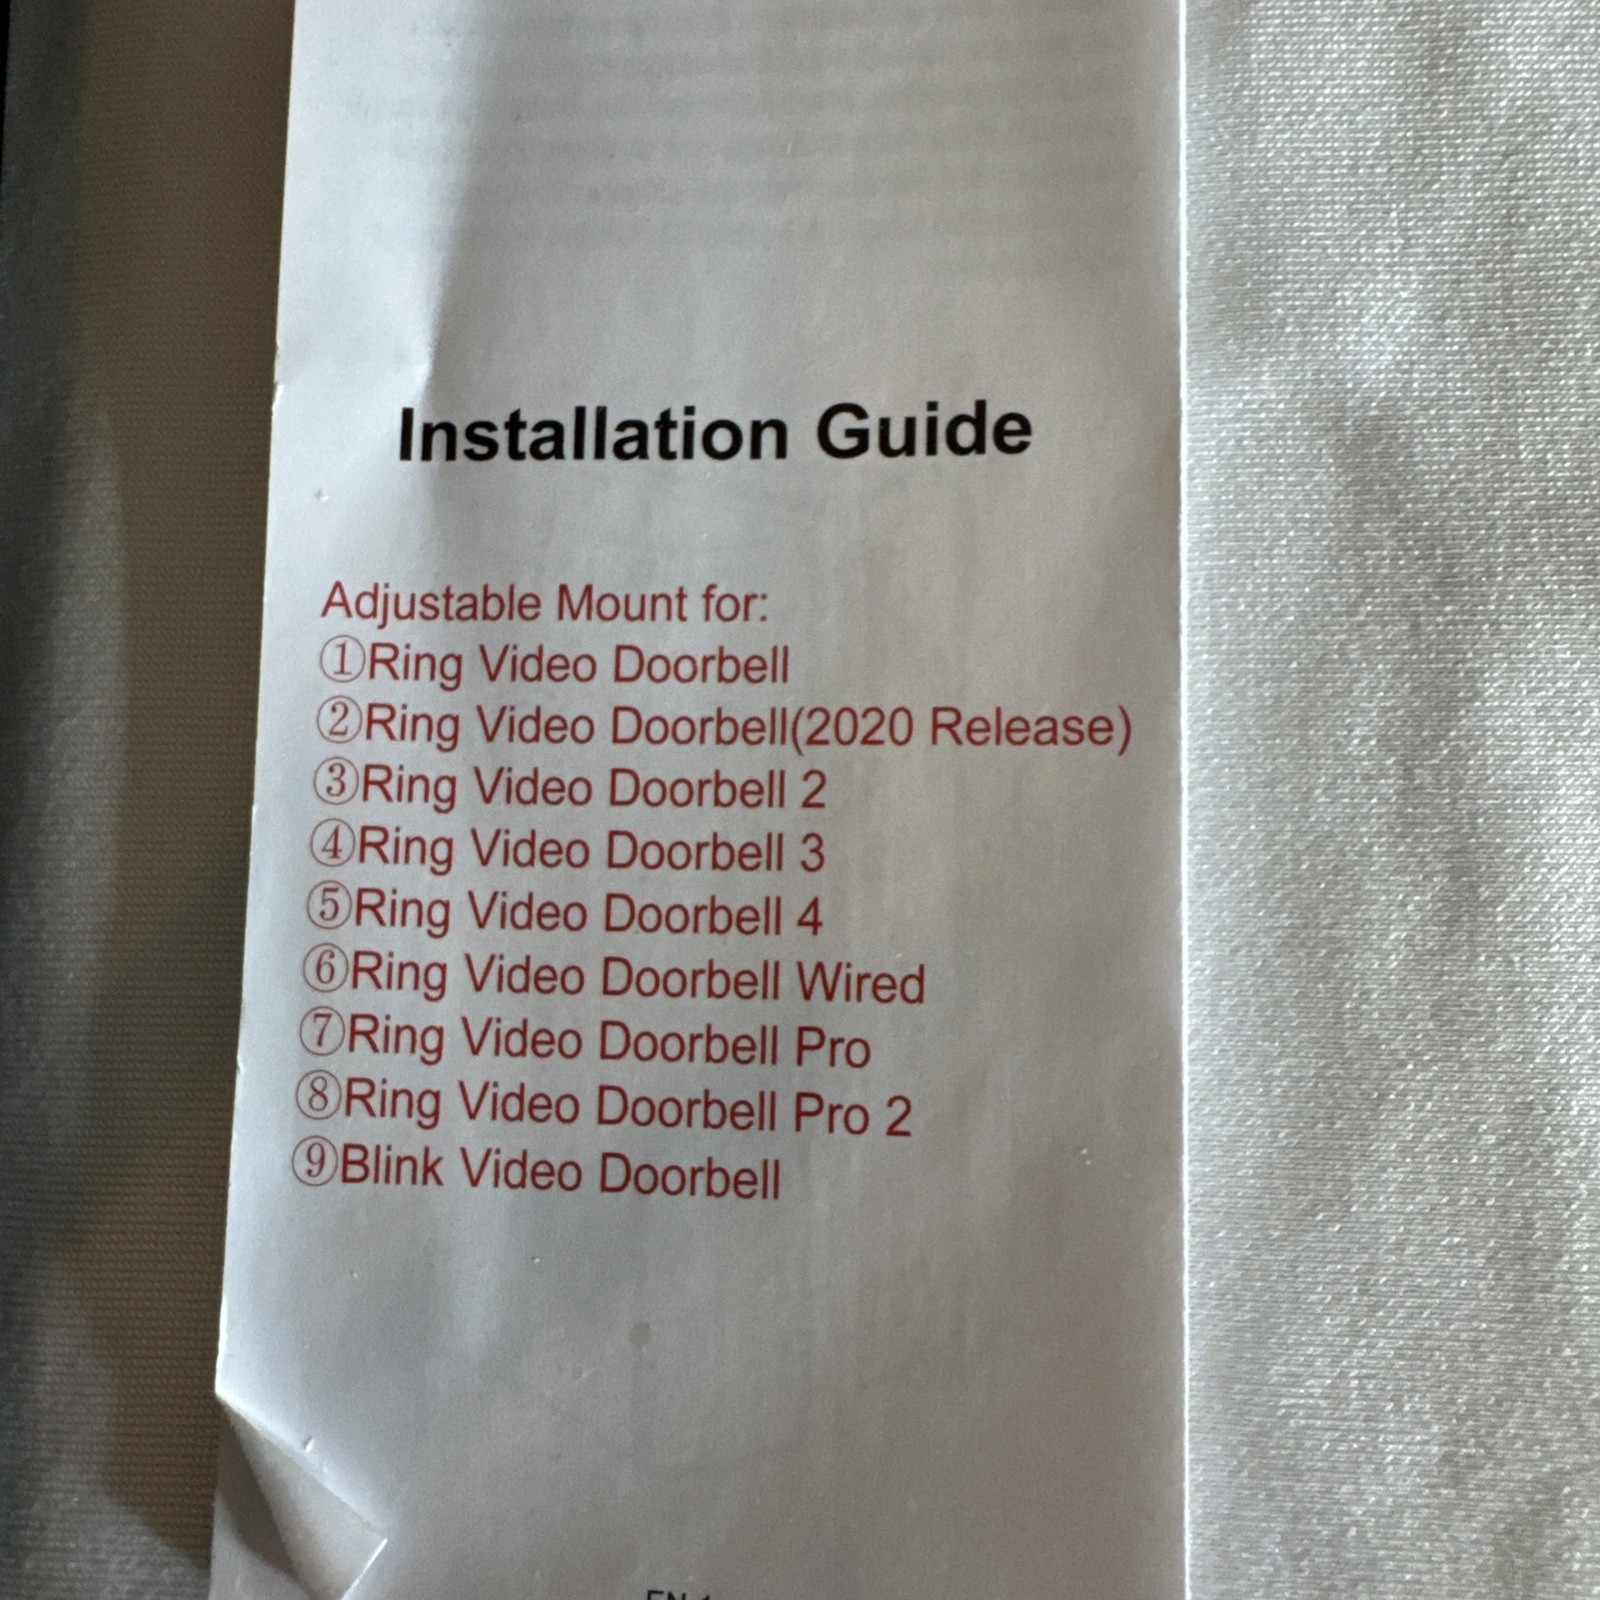 Installation Guide
Adjustable Mount for:
①Ring Video Doorbell
②Ring Video Doorbell(2020 Release)
③Ring Video Doorbell 2
④Ring Video Doorbell 3
⑤Ring Video Doorbell 4
⑥Ring Video Doorbell Wired
⑦Ring Video Doorbell Pro
⑧Ring Video Doorbell Pro 2
⑨Blink Video Doorbell